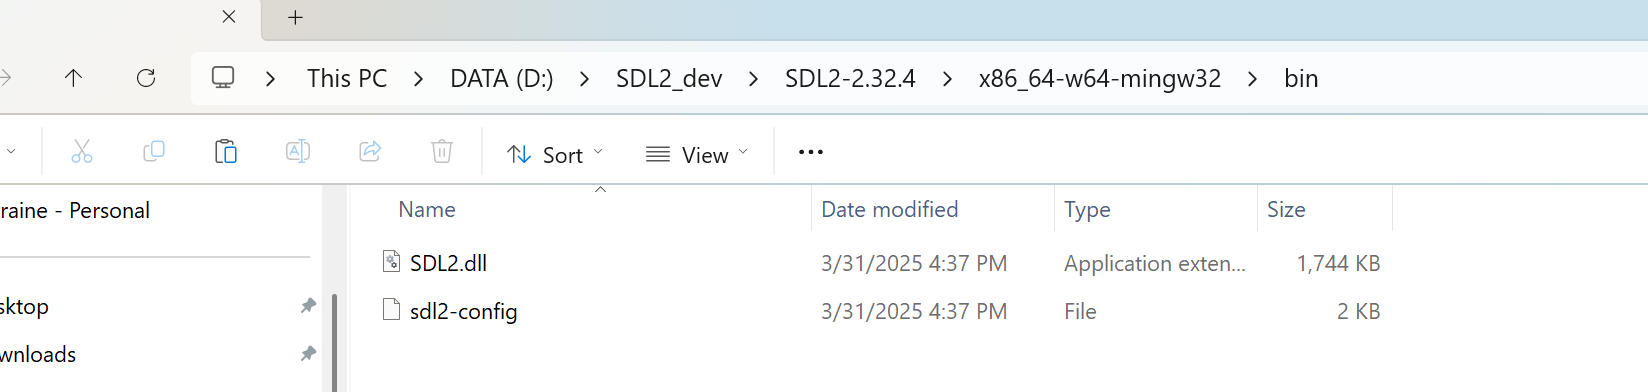 This PC > DATA (D:) > SDL2_dev > SDL2-2.32.4 > x86_64-w64-mingw32 > bin
Sort View
raine - Personal
Name Date modified Type Size
SDL2.dll 3/31/2025 4:37 PM Application exten... 1,744 KB
sktop
sdl2-config 3/31/2025 4:37 PM File 2 KB
wnloads